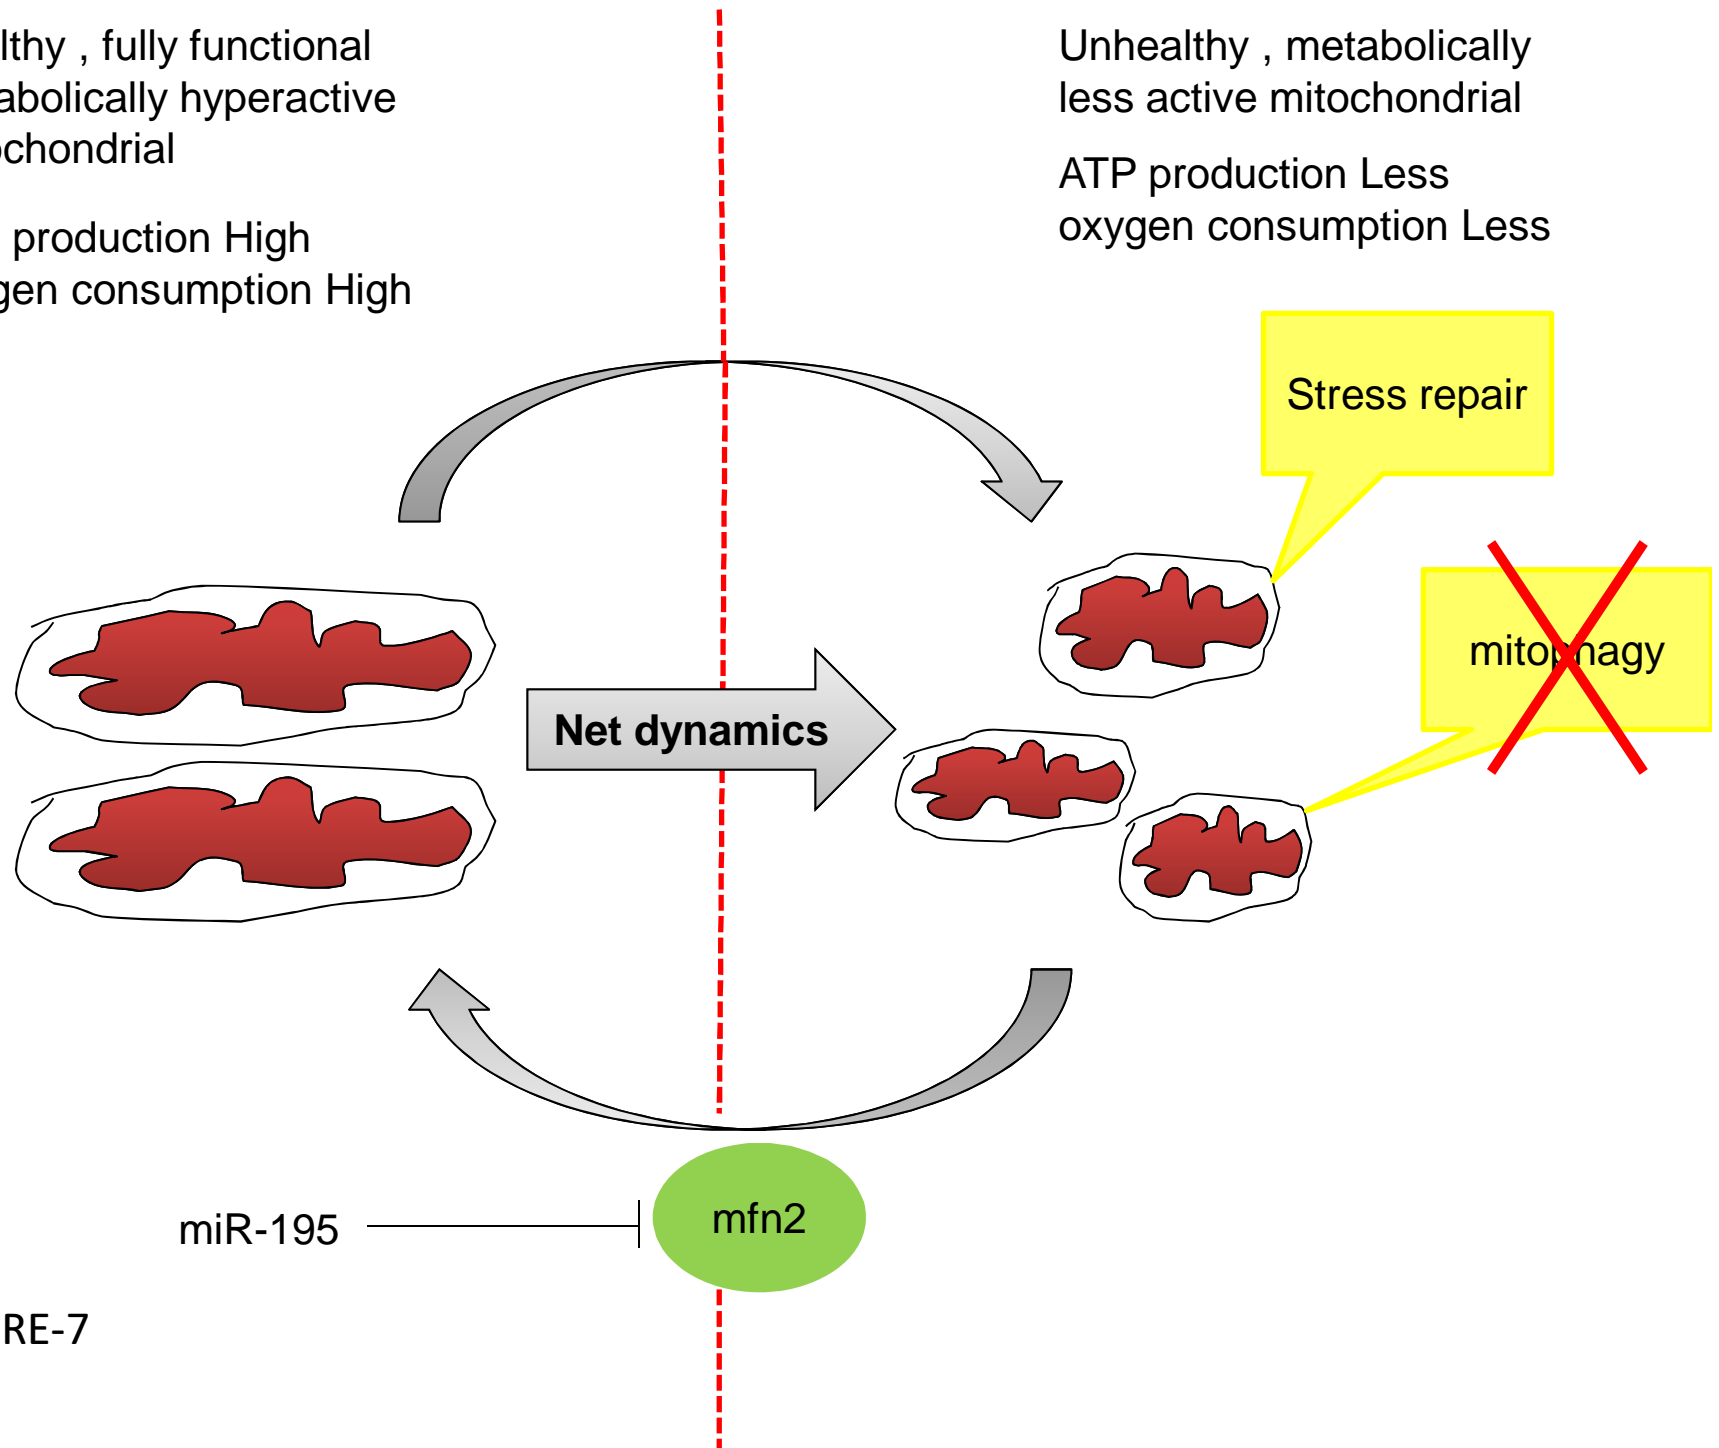 lthy , fully functional
abolically hyperactive
ochondrial
production High
gen consumption High
Unhealthy , metabolically
less active mitochondrial
ATP production Less
oxygen consumption Less
Stress repair
mitophagy
Net dynamics
miR-195
mfn2
RE-7